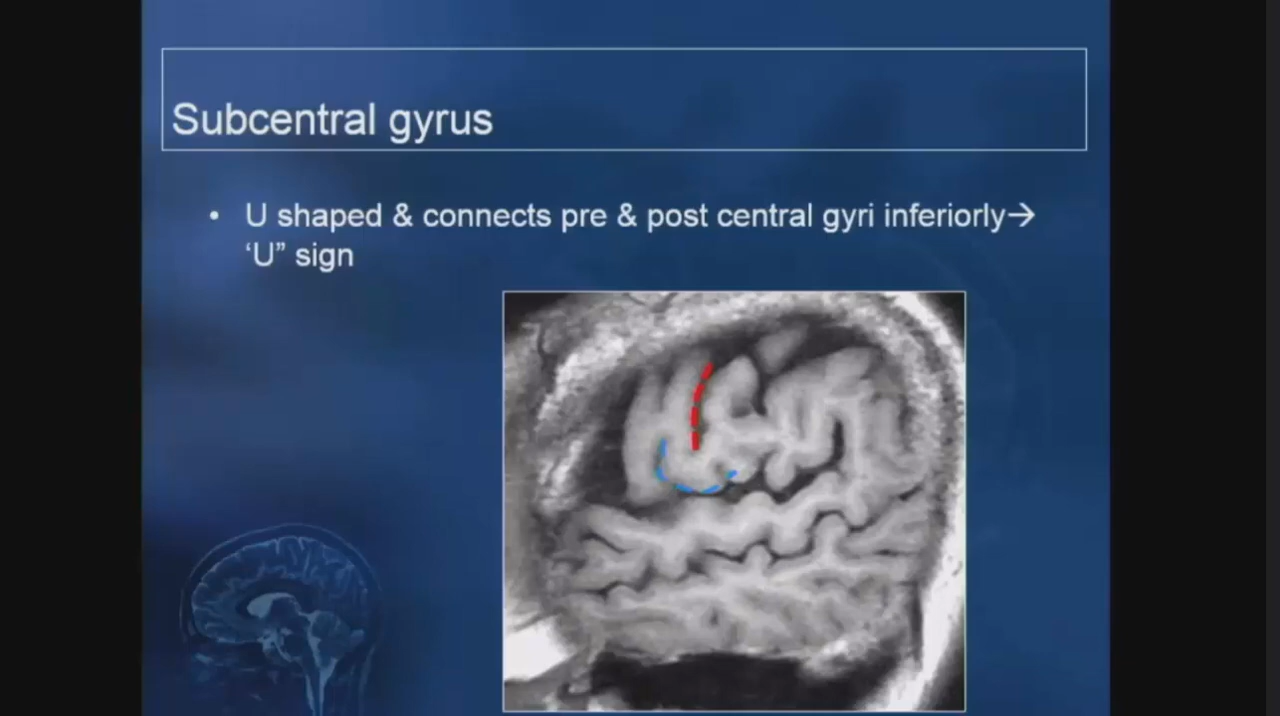 Subcentral gyrus
• U shaped & connects pre & post central gyri inferiorly→
‘U” sign